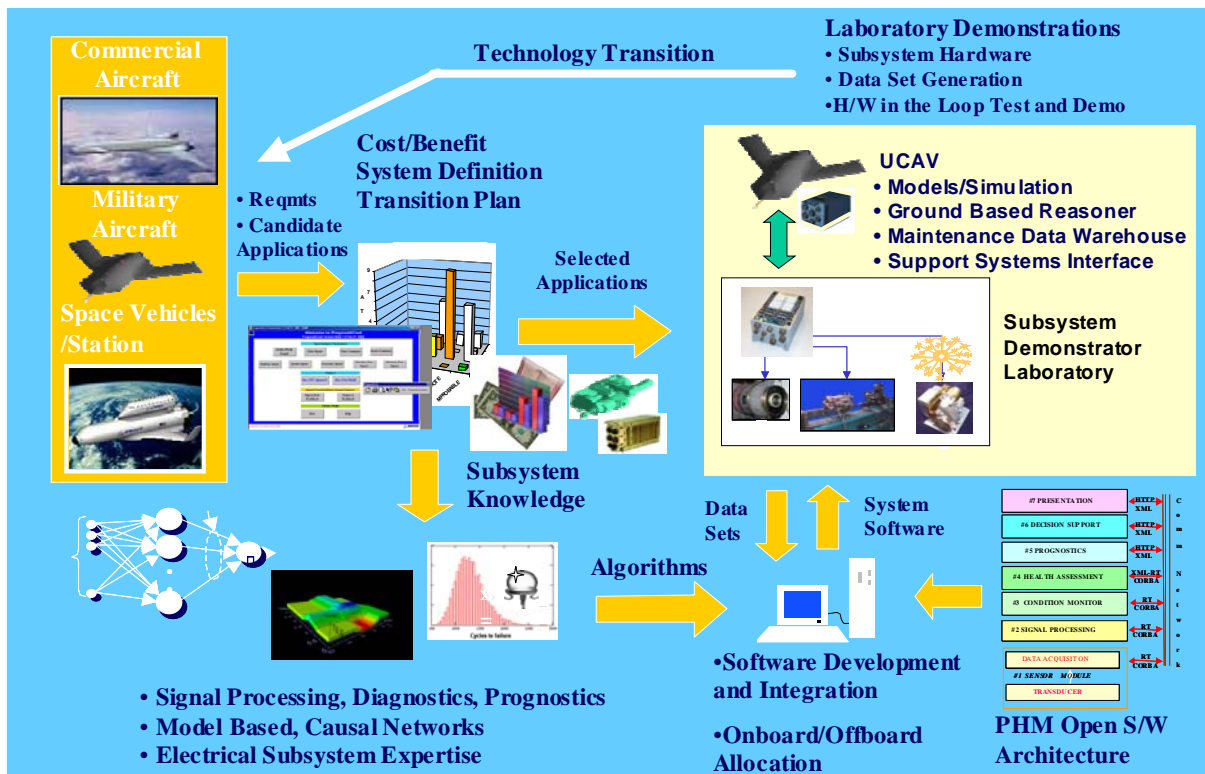 Commercial
Aircraft
Military
Aircraft
Space Vehicles
/Station
Technology Transition
Laboratory Demonstrations
• Subsystem Hardware
• Data Set Generation
•H/W in the Loop Test and Demo
Cost/Benefit
System Definition
Transition Plan
• Reqmts
• Candidate
Applications
9
7
A
T
4
IMPOSSIBLE
Selected
Applications
UCAV
• Models/Simulation
• Ground Based Reasoner
• Maintenance Data Warehouse
• Support Systems Interface
Subsystem
Demonstrator
Laboratory
Subsystem
Knowledge
Data
Sets
System
Software
Algorithms
Cycles to failure
• Signal Processing, Diagnostics, Prognostics
• Model Based, Causal Networks
• Electrical Subsystem Expertise
•Software Development
and Integration
•Onboard/Offboard
Allocation
#7 PRESENTATION
HTTP
XML
#6 DECISION SUPPORT
HTTP
XML
#5 PROGNOSTICS
HTTP
XML
#4 HEALTH ASSESSMENT
XML-RT
CORBA
#3 CONDITION MONITOR
RT
CORBA
#2 SIGNAL PROCESSING
RT
CORBA
DATA ACQUISITON
RT
CORBA
#1 SENSOR MODULE
TRANSDUCER
Comm Network
PHM Open S/W
Architecture